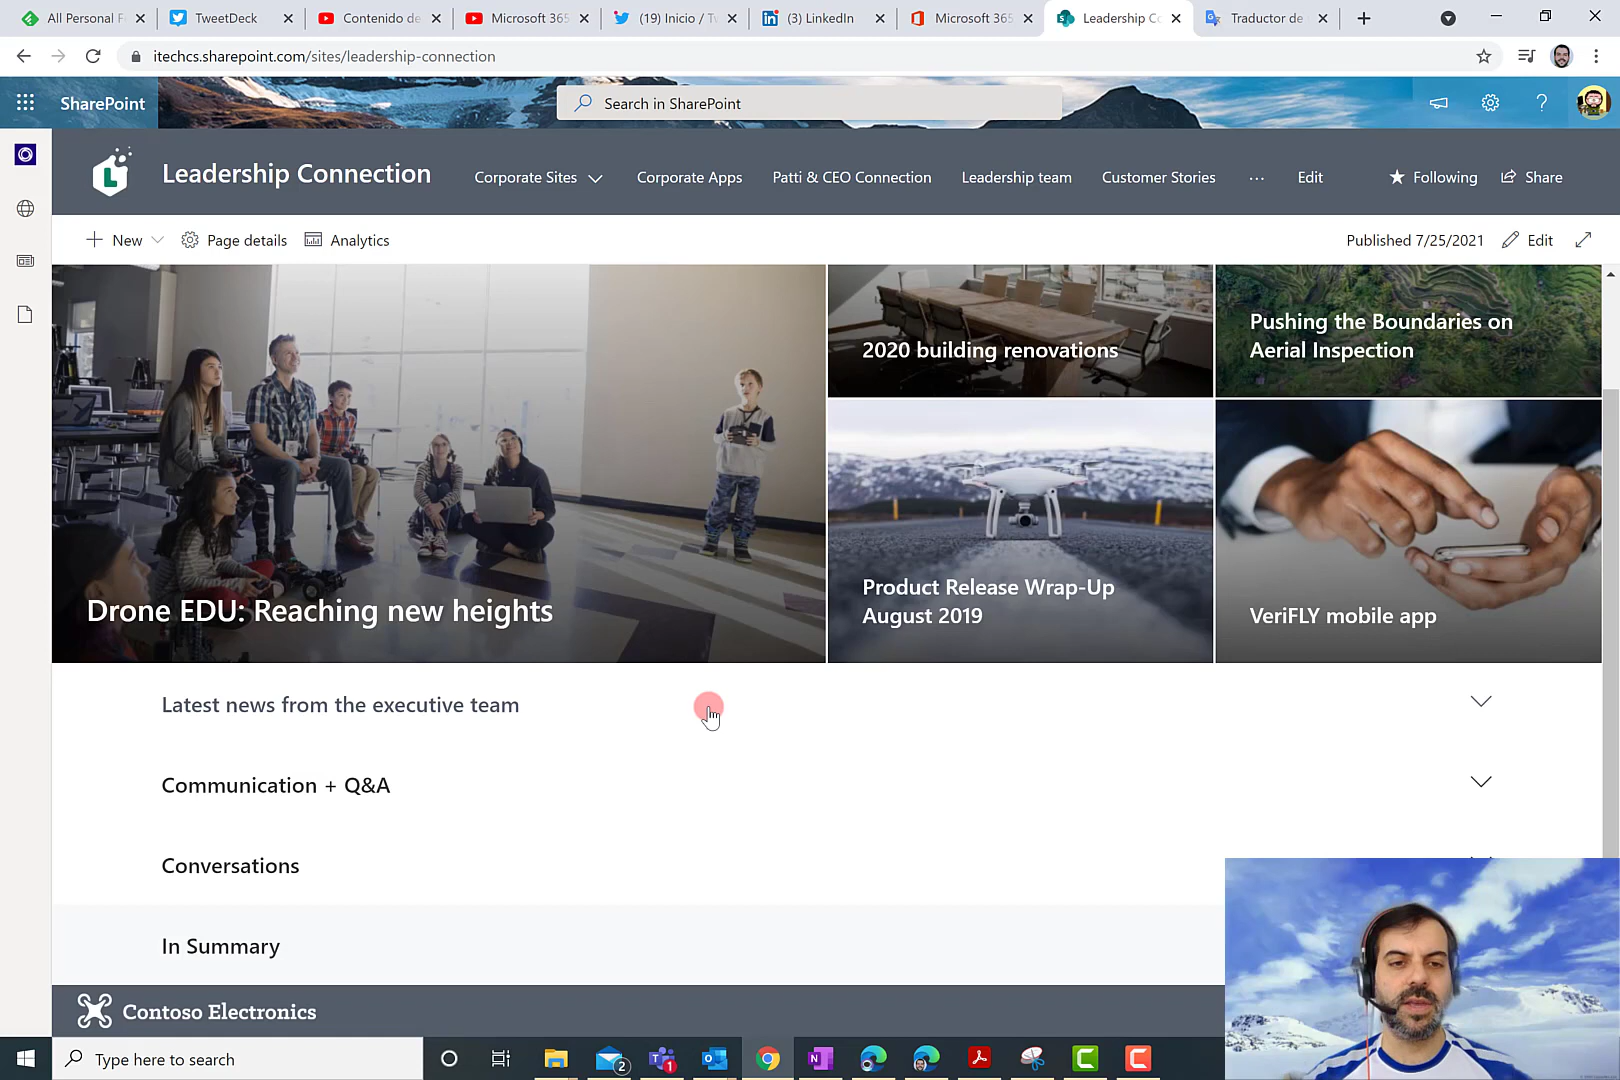 All Personal F
TweetDeck
Contenido de
Microsoft 365
(19) Inicio / Tw
(3) LinkedIn
Microsoft 365
Leadership Co
Traductor de
itechcs.sharepoint.com/sites/leadership-connection
SharePoint
Search in SharePoint
L
Leadership Connection
Corporate Sites
Corporate Apps
Patti & CEO Connection
Leadership team
Customer Stories
...
Edit
Following
Share
New
Page details
Analytics
Published 7/25/2021
Edit
2020 building renovations
Pushing the Boundaries on
Aerial Inspection
Drone EDU: Reaching new heights
Product Release Wrap-Up
August 2019
VeriFLY mobile app
Latest news from the executive team
Communication + Q&A
Conversations
In Summary
Contoso Electronics
Type here to search
2
1